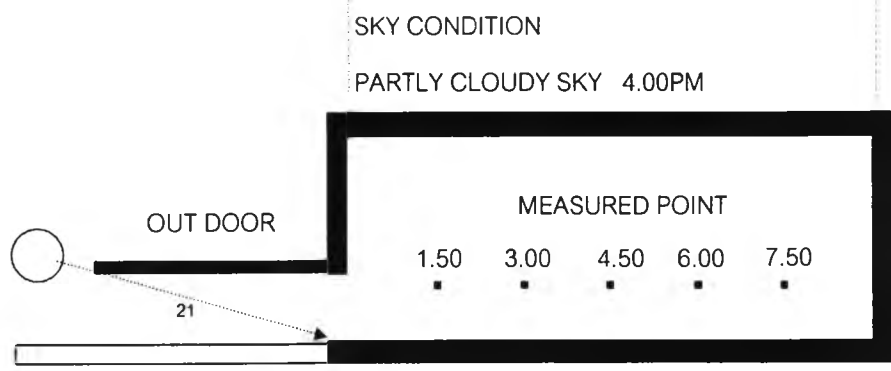 SKY CONDITION
PARTLY CLOUDY SKY 4.00PM
MEASURED POINT
OUT DOOR
1.50 3.00 4.50 6.00 7.50
21